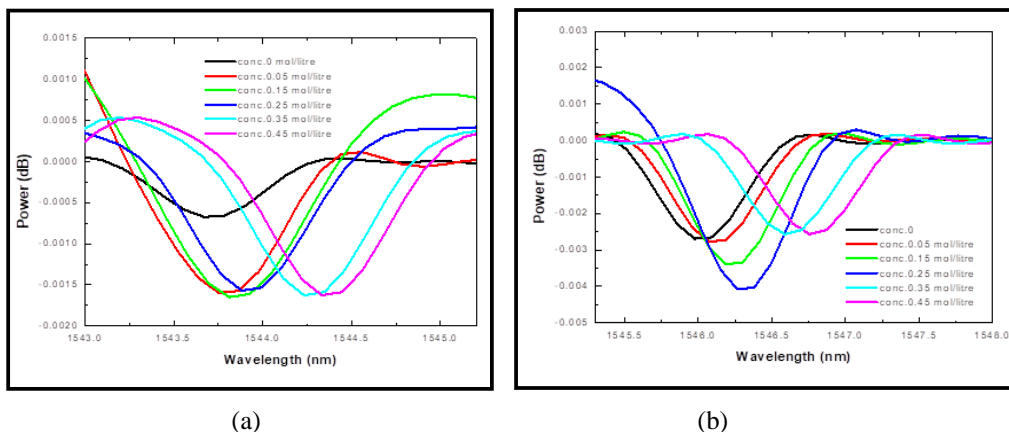 0.0015
0.0010
0.0005
0.0000
-0.0005
-0.0010
-0.0015
-0.0020
Power (dB)
conc.0 mol/litre
conc.0.05 mol/litre
conc.0.15 mol/litre
conc.0.25 mol/litre
conc.0.35 mol/litre
conc.0.45 mol/litre
1543.0 1543.5 1544.0 1544.5 1545.0
Wavelength (nm)
(a)
0.003
0.002
0.001
0.000
-0.001
-0.002
-0.003
-0.004
-0.005
Power (dB)
conc.0
conc.0.05 mol/litre
conc.0.15 mol/litre
conc.0.25 mol/litre
conc.0.35 mol/litre
conc.0.45 mol/litre
1545.5 1546.0 1546.5 1547.0 1547.5 1548.0
Wavelength (nm)
(b)